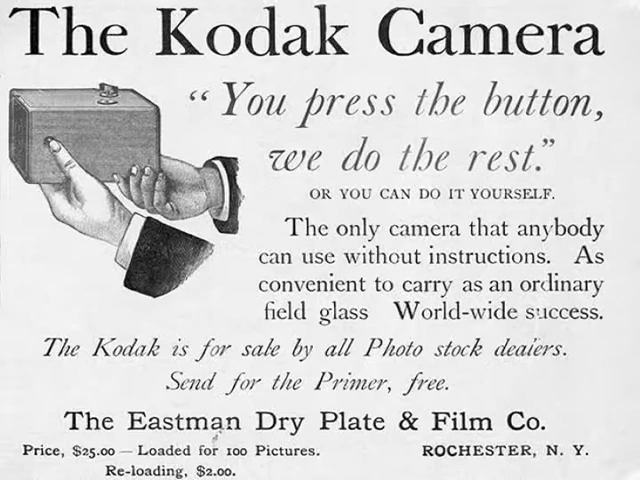 The Kodak Camera
“You press the button,
we do the rest.”
OR YOU CAN DO IT YOURSELF.
The only camera that anybody
can use without instructions. As
convenient to carry as an ordinary
field glass World-wide success.
The Kodak is for sale by all Photo stock dealers.
Send for the Primer, free.
The Eastman Dry Plate & Film Co.
Price, $25.00 — Loaded for 100 Pictures.
Re-loading, $2.00.
ROCHESTER, N. Y.